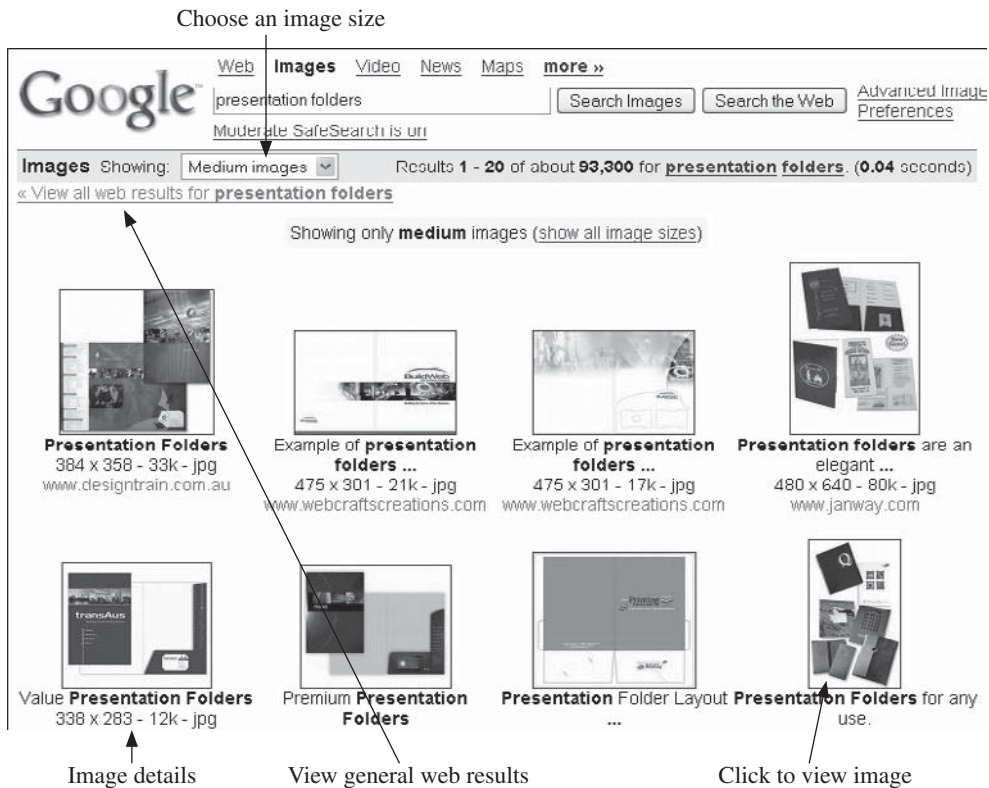 Choose an image size
Web Images Video News Maps more »
Google™
presentation folders Search Images Search the Web Advanced Image
Preferences
Moderate SafeSearch is on
Images Showing: Medium images Results 1 - 20 of about 93,300 for presentation folders. (0.04 seconds)
« View all web results for presentation folders
Showing only medium images (show all image sizes)
BuildWeb
Presentation Folders
384 x 358 - 33k - jpg
www.designtrain.com.au
Example of presentation
folders ...
475 x 301 - 21k - jpg
www.webcraftscreations.com
Example of presentation
folders ...
475 x 301 - 17k - jpg
www.webcraftscreations.com
Presentation folders are an
elegant ...
480 x 640 - 80k - jpg
www.janway.com
transAus
Printing
Q
Value Presentation Folders
338 x 283 - 12k - jpg
Premium Presentation
Folders
Presentation Folder Layout
...
Presentation Folders for any
use.
Image details
View general web results
Click to view image